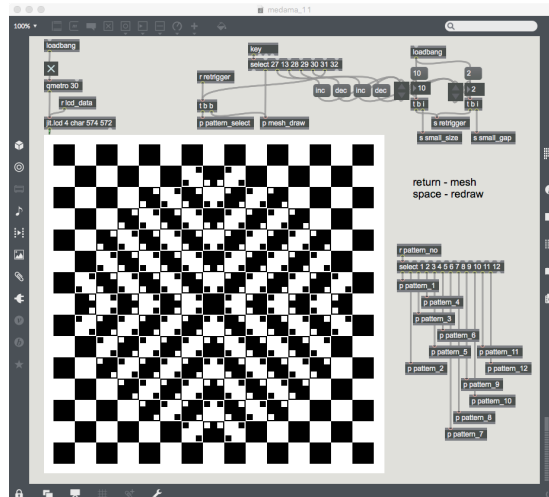 medama_11
100%
loadbang
key
loadbang
select 27 13 28 29 30 31 32
r retrigger
10
2
qmetro 30
inc
dec
inc
dec
10
2
r lcd_data
t b b
t b i
t b i
jit.lcd 4 char 574 572
p pattern_select
p mesh_draw
s retrigger
s small_size
s small_gap
return - mesh
space - redraw
r pattern_no
select 1 2 3 4 5 6 7 8 9 10 11 12
p pattern_1
p pattern_4
p pattern_3
p pattern_6
p pattern_5
p pattern_11
p pattern_2
p pattern_12
p pattern_9
p pattern_10
p pattern_8
p pattern_7